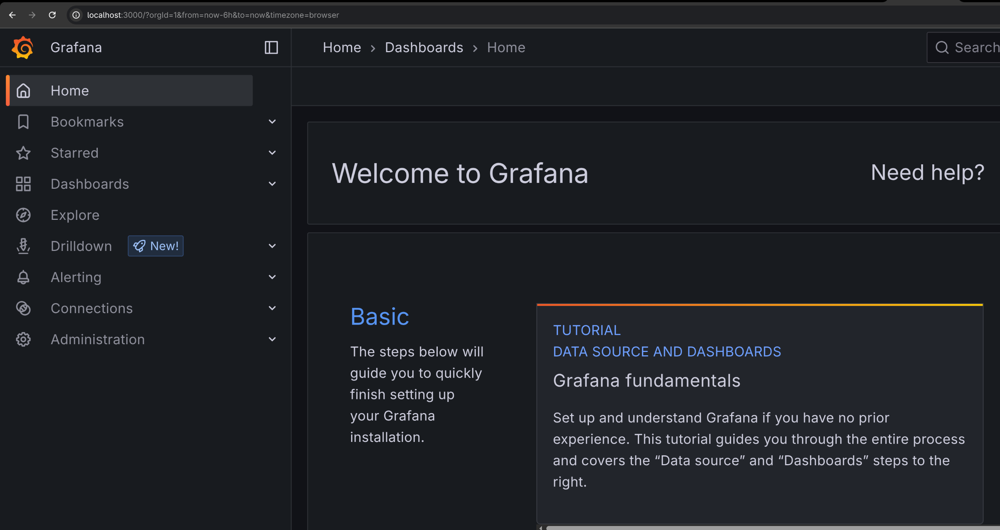 localhost:3000/?orgId=1&from=now-6h&to=now&timezone=browser
Grafana
Home > Dashboards > Home
Search
Home
Bookmarks
Starred
Dashboards
Explore
Drilldown New!
Alerting
Connections
Administration
Welcome to Grafana
Need help?
Basic
The steps below will
guide you to quickly
finish setting up
your Grafana
installation.
TUTORIAL
DATA SOURCE AND DASHBOARDS
Grafana fundamentals
Set up and understand Grafana if you have no prior
experience. This tutorial guides you through the entire process
and covers the “Data source” and “Dashboards” steps to the
right.